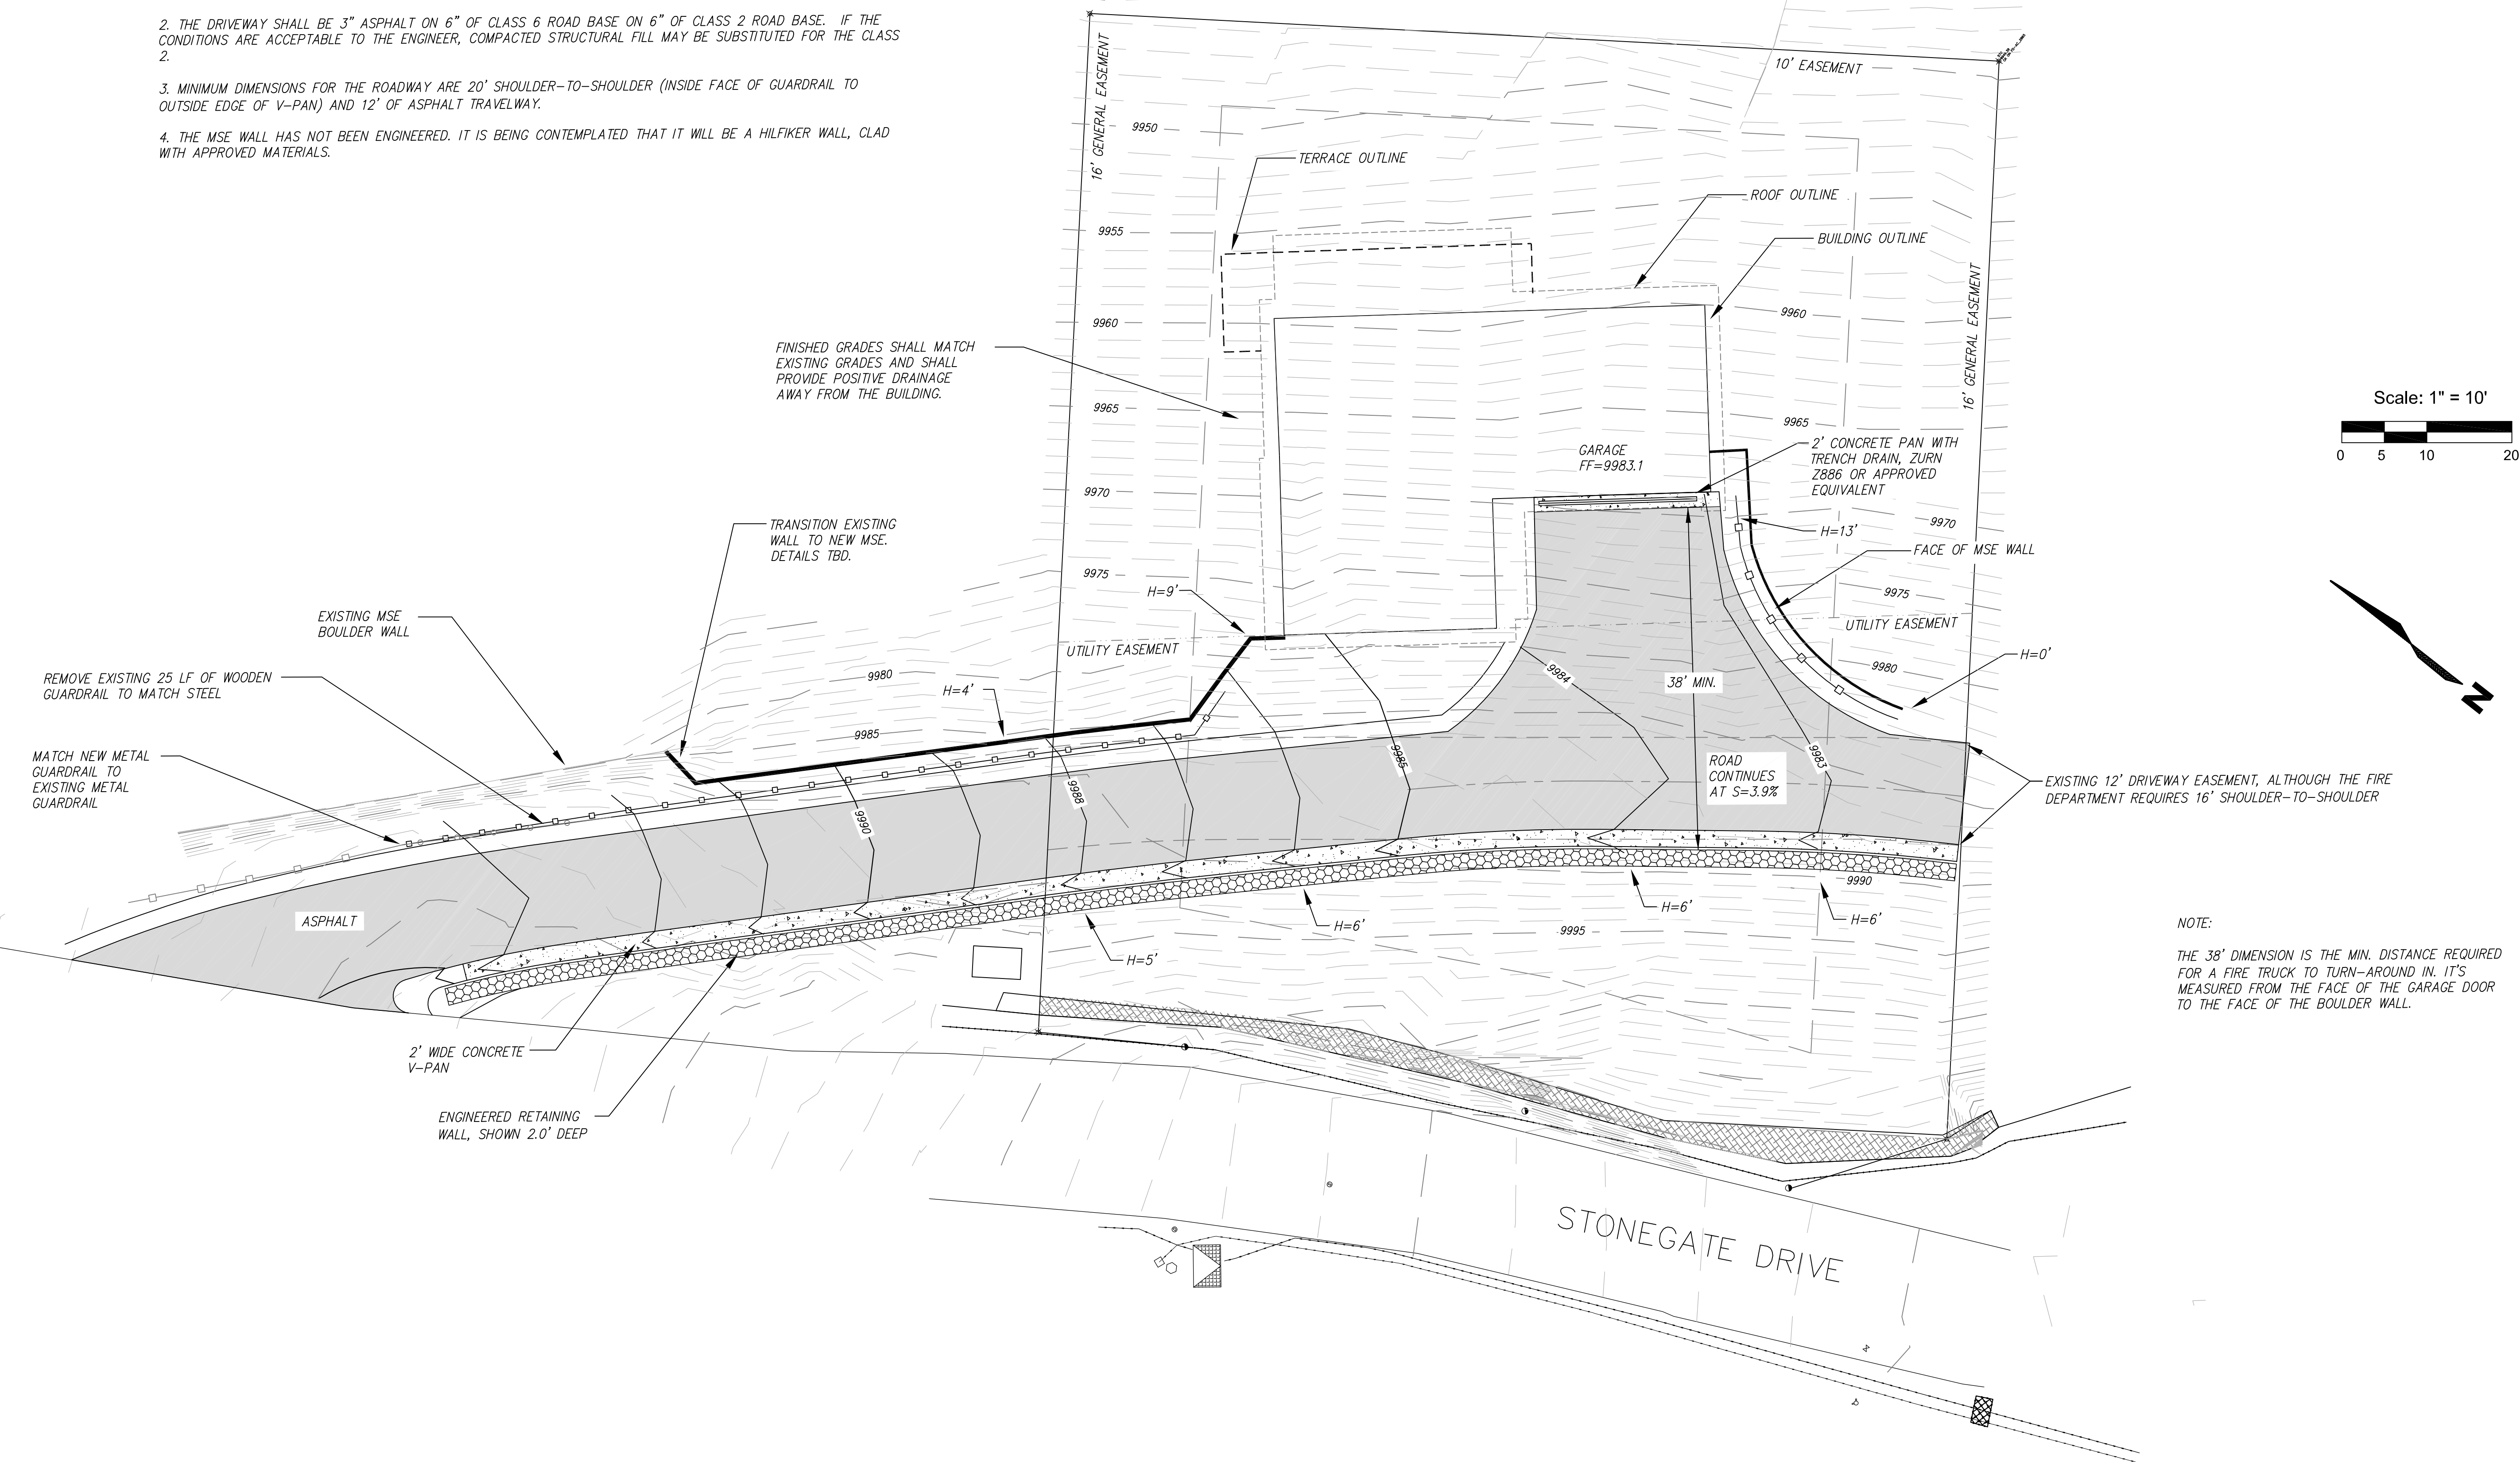 2. THE DRIVEWAY SHALL BE 3" ASPHALT ON 6" OF CLASS 6 ROAD BASE ON 6" OF CLASS 2 ROAD BASE. IF THE
CONDITIONS ARE ACCEPTABLE TO THE ENGINEER, COMPACTED STRUCTURAL FILL MAY BE SUBSTITUTED FOR THE CLASS
2.
3. MINIMUM DIMENSIONS FOR THE ROADWAY ARE 20' SHOULDER-TO-SHOULDER (INSIDE FACE OF GUARDRAIL TO
OUTSIDE EDGE OF V-PAN) AND 12' OF ASPHALT TRAVELWAY.
4. THE MSE WALL HAS NOT BEEN ENGINEERED. IT IS BEING CONTEMPLATED THAT IT WILL BE A HILFIKER WALL, CLAD
WITH APPROVED MATERIALS.
16' GENERAL EASEMENT
10' EASEMENT
9950
TERRACE OUTLINE
ROOF OUTLINE
9955
BUILDING OUTLINE
16' GENERAL EASEMENT
9960
9960
FINISHED GRADES SHALL MATCH
EXISTING GRADES AND SHALL
PROVIDE POSITIVE DRAINAGE
AWAY FROM THE BUILDING.
9965
9965
Scale: 1" = 10'
0 5 10 20
GARAGE
FF=9983.1
2' CONCRETE PAN WITH
TRENCH DRAIN, ZURN
Z886 OR APPROVED
EQUIVALENT
9970
9970
H=13'
TRANSITION EXISTING
WALL TO NEW MSE.
DETAILS TBD.
FACE OF MSE WALL
9975
9975
H=9'
EXISTING MSE
BOULDER WALL
UTILITY EASEMENT
UTILITY EASEMENT
N
H=0'
9980
9980
REMOVE EXISTING 25 LF OF WOODEN
GUARDRAIL TO MATCH STEEL
H=4'
9984
38' MIN.
9985
9985
9983
MATCH NEW METAL
GUARDRAIL TO
EXISTING METAL
GUARDRAIL
ROAD
CONTINUES
AT S=3.9%
EXISTING 12' DRIVEWAY EASEMENT, ALTHOUGH THE FIRE
DEPARTMENT REQUIRES 16' SHOULDER-TO-SHOULDER
9988
9990
9990
ASPHALT
H=6'
H=6'
H=6'
9995
H=5'
NOTE:
THE 38' DIMENSION IS THE MIN. DISTANCE REQUIRED
FOR A FIRE TRUCK TO TURN-AROUND IN. IT'S
MEASURED FROM THE FACE OF THE GARAGE DOOR
TO THE FACE OF THE BOULDER WALL.
2' WIDE CONCRETE
V-PAN
ENGINEERED RETAINING
WALL, SHOWN 2.0' DEEP
STONEGATE DRIVE